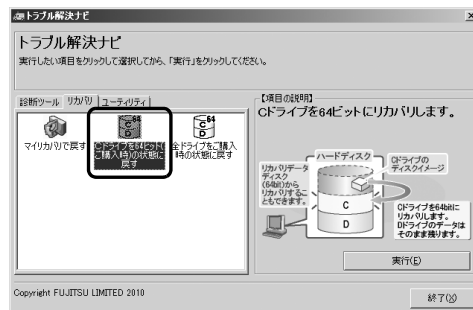 トラブル解決ナビ
トラブル解決ナビ
実行したい項目をクリックして選択してから、「実行」をクリックしてください。
診断ツール リカバリ ユーティリティ
マイリカバリで戻す
64
C
D
Cドライブを64ビット(ご購入時)の状態に戻す
C
D
全ドライブをご購入時の状態に戻す
【項目の説明】
Cドライブを64ビットにリカバリします。
ハードディスク
リカバリデータ
ディスク
(64bit)から
リカバリするこ
ともできます。
Cドライブの
ディスクイメージ
C
D
Cドライブを64bitに
リカバリします。
Dドライブのデータは
そのまま残ります。
実行(E)
Copyright FUJITSU LIMITED 2010
終了(X)